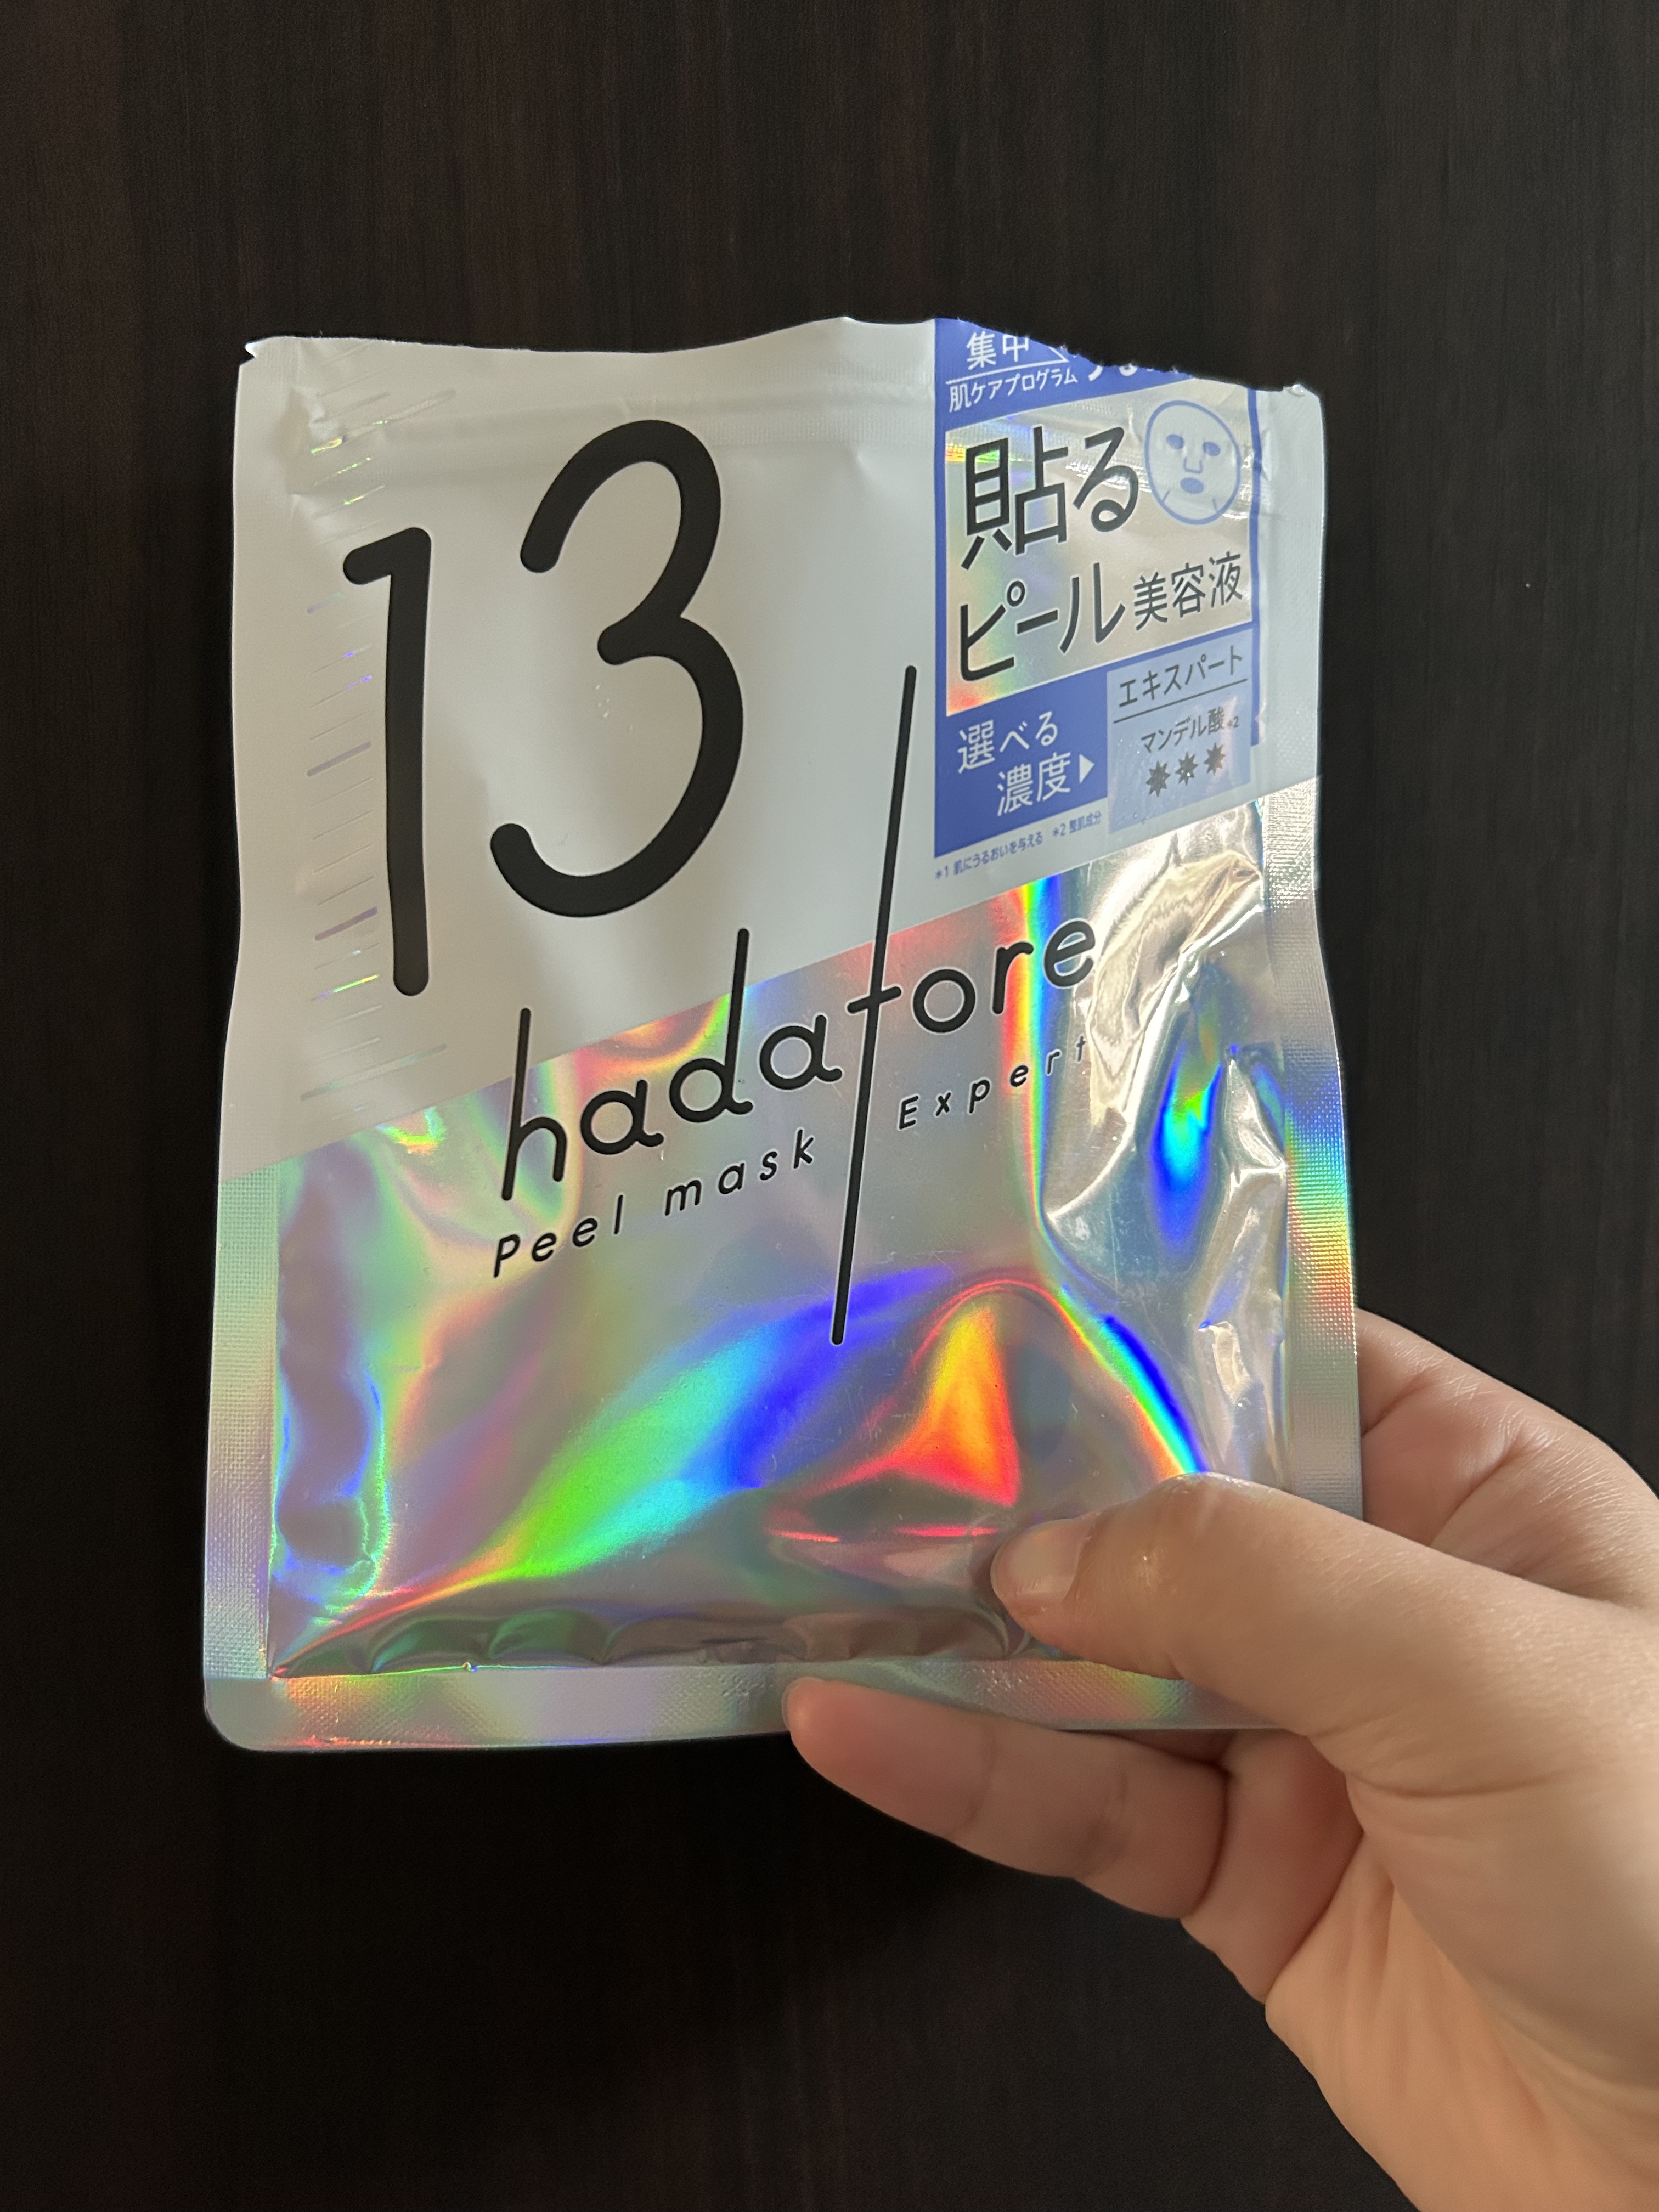 13
hadatore
Peel mask Expert
集中
肌ケアプログラム
貼る
ピール美容液
選べる
濃度▶
エキスパート
マンデル酸*2
*1 肌にうるおいを与える *2 整肌成分